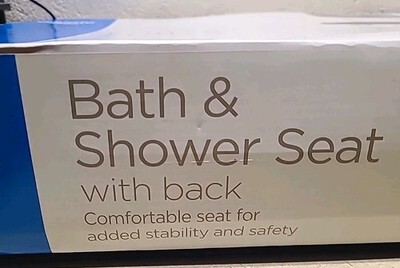 Bath &
Shower Seat
with back
Comfortable seat for
added stability and safety